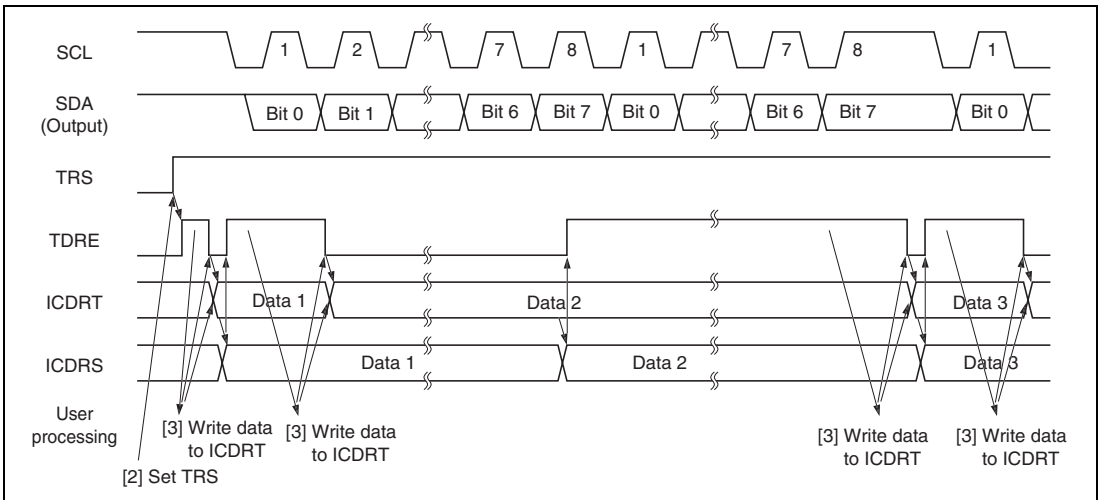 SCL 1 2 7 8 1 7 8 1
SDA
(Output)
Bit 0 Bit 1 Bit 6 Bit 7 Bit 0 Bit 6 Bit 7 Bit 0
TRS
TDRE
ICDRT Data 1 Data 2 Data 3
ICDRS Data 1 Data 2 Data 3
User
processing
[3] Write data
to ICDRT
[3] Write data
to ICDRT
[3] Write data
to ICDRT
[3] Write data
to ICDRT
[2] Set TRS